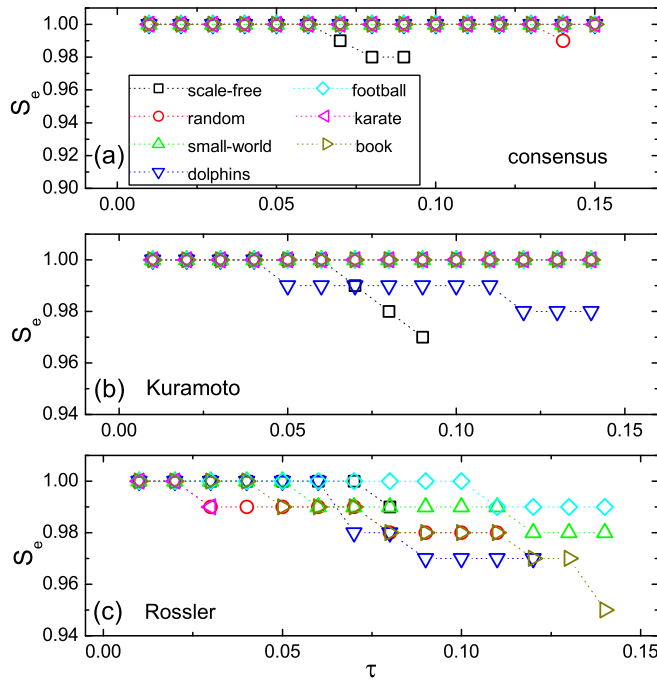 1.00
0.98
0.96
0.94
0.92
0.90
S_e
scale-free
football
random
karate
small-world
book
dolphins
(a)
consensus
0.00 0.05 0.10 0.15
1.00
0.98
0.96
0.94
S_e
(b) Kuramoto
0.00 0.05 0.10 0.15
1.00
0.98
0.96
0.94
S_e
(c) Rossler
0.00 0.05 0.10 0.15
τ